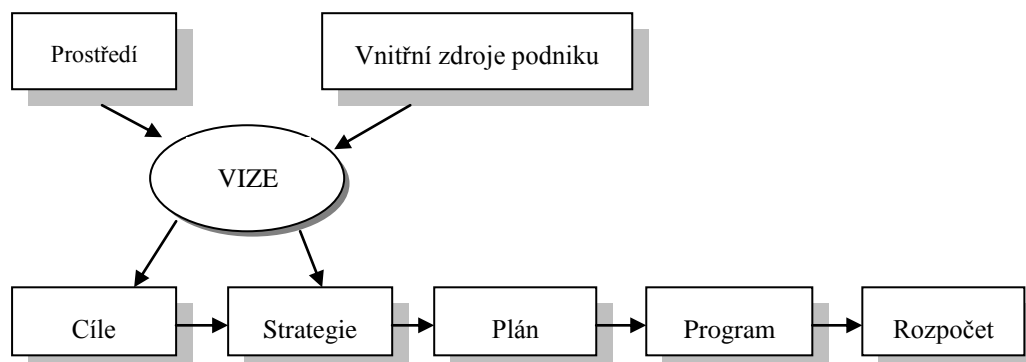 Prostředí
Vnitřní zdroje podniku
VIZE
Cíle
Strategie
Plán
Program
Rozpočet